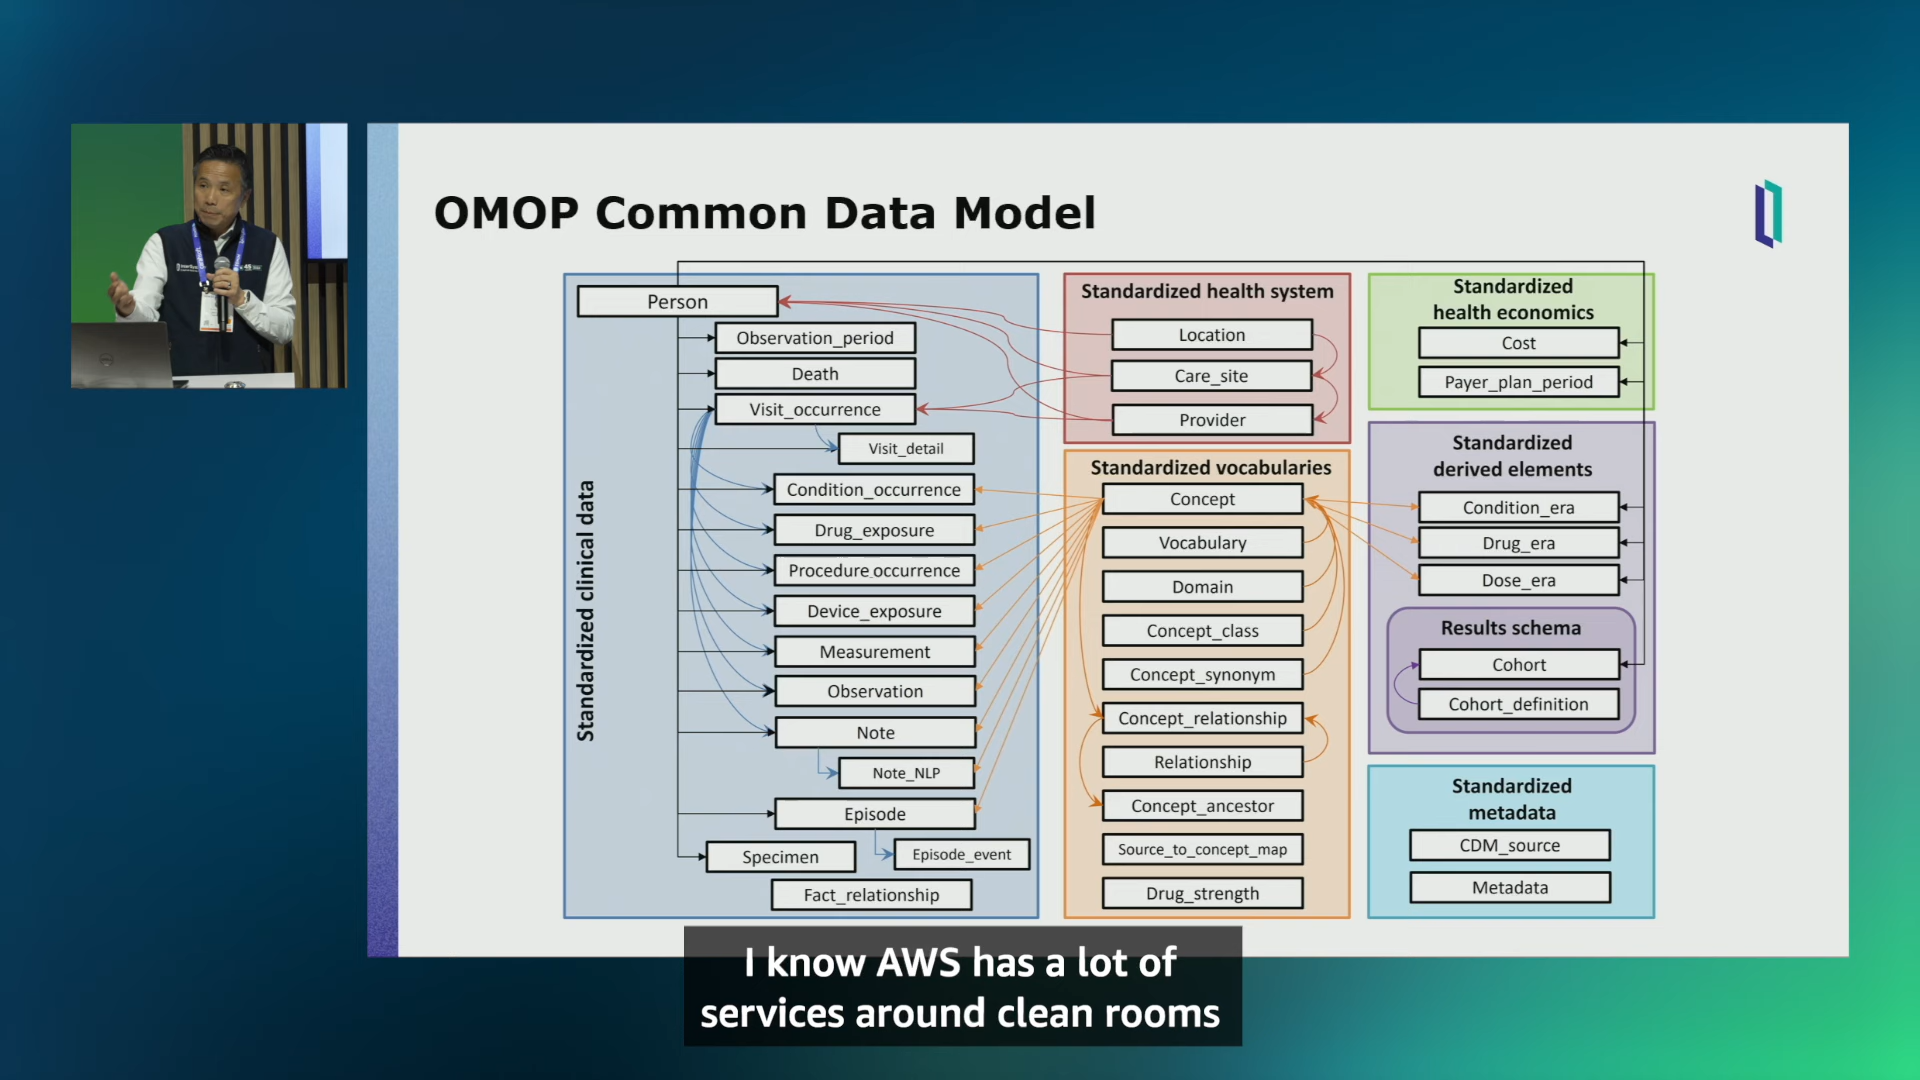 OMOP Common Data Model
Standardized clinical data
Person
Observation_period
Death
Visit_occurrence
Visit_detail
Condition_occurrence
Drug_exposure
Procedure_occurrence
Device_exposure
Measurement
Observation
Note
Note_NLP
Episode
Episode_event
Specimen
Fact_relationship
Standardized health system
Location
Care_site
Provider
Standardized vocabularies
Concept
Vocabulary
Domain
Concept_class
Concept_synonym
Concept_relationship
Relationship
Concept_ancestor
Source_to_concept_map
Drug_strength
Standardized
health economics
Cost
Payer_plan_period
Standardized
derived elements
Condition_era
Drug_era
Dose_era
Results schema
Cohort
Cohort_definition
Standardized
metadata
CDM_source
Metadata
I know AWS has a lot of
services around clean rooms